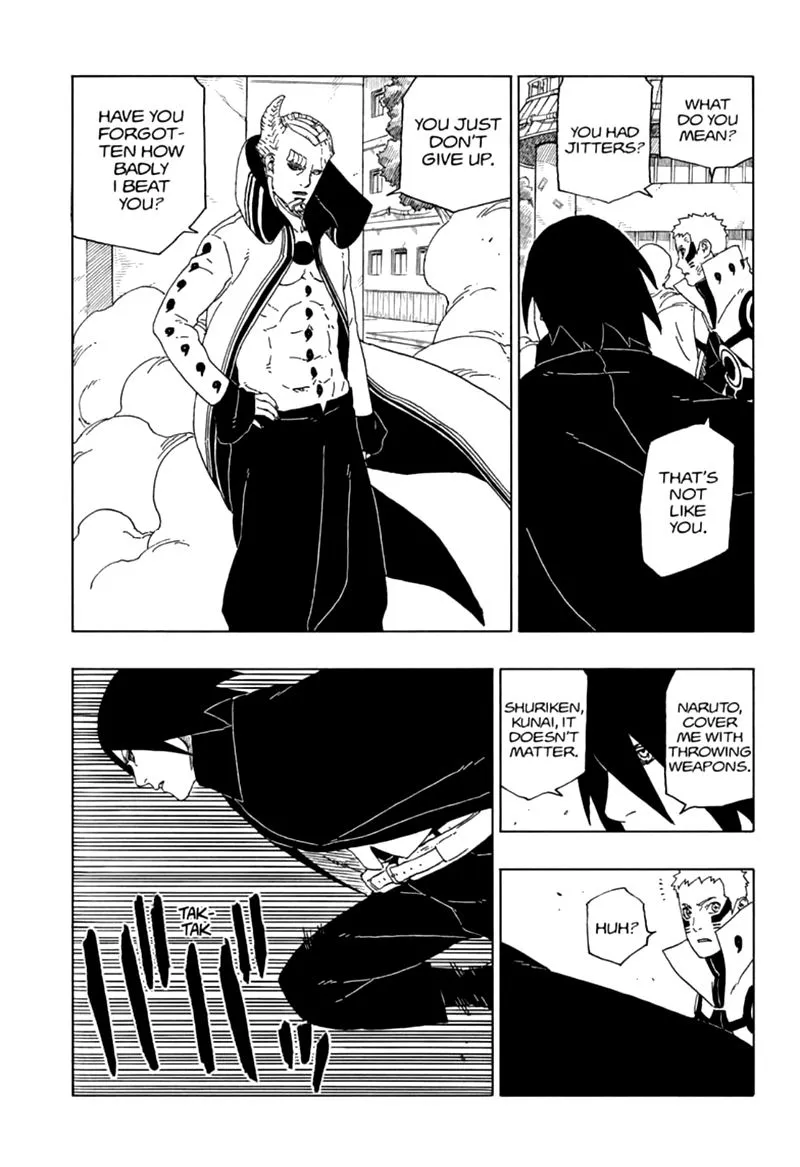 WHAT
DO YOU
MEAN?
YOU HAD
JITTERS?
THAT'S
NOT
LIKE
YOU.
YOU JUST
DON'T
GIVE UP.
HAVE YOU
FORGOT-
TEN HOW
BADLY
I BEAT
YOU?
NARUTO,
COVER
ME WITH
THROWING
WEAPONS.
SHURIKEN,
KUNAI, IT
DOESN'T
MATTER.
HUH?
TAK-
TAK